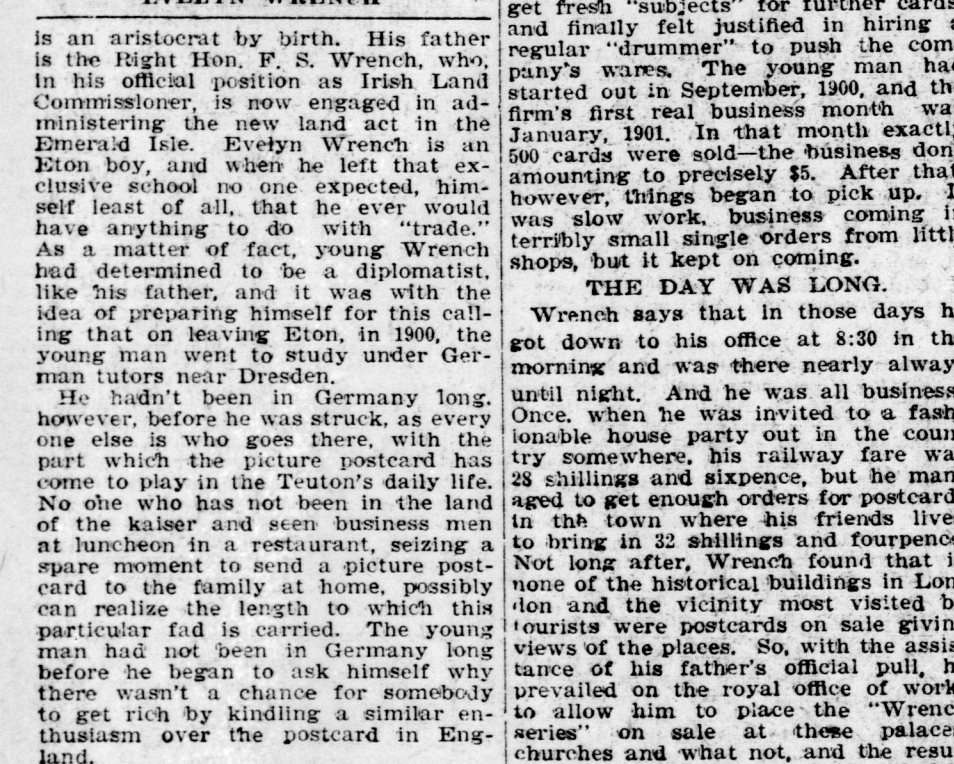 EVELYN WRENCH
is an aristocrat by birth. His father
is the Right Hon. F. S. Wrench, who,
in his official position as Irish Land
Commissioner, is now engaged in ad-
ministering the new land act in the
Emerald Isle. Evelyn Wrench is an
Eton boy, and when he left that ex-
clusive school no one expected, him-
self least of all, that he ever would
have anything to do with "trade."
As a matter of fact, young Wrench
had determined to be a diplomatist,
like his father, and it was with the
idea of preparing himself for this call-
ing that on leaving Eton, in 1900, the
young man went to study under Ger-
man tutors near Dresden.
He hadn't been in Germany long,
however, before he was struck, as every
one else is who goes there, with the
part which the picture postcard has
come to play in the Teuton's daily life.
No one who has not been in the land
of the kaiser and seen business men
at luncheon in a restaurant, seizing a
spare moment to send a picture post-
card to the family at home, possibly
can realize the length to which this
particular fad is carried. The young
man had not been in Germany long
before he began to ask himself why
there wasn't a chance for somebody
to get rich by kindling a similar en-
thusiasm over the postcard in Eng-
land.
get fresh "subjects" for further cards
and finally felt justified in hiring a
regular "drummer" to push the com
pany's wares. The young man had
started out in September, 1900, and th
firm's first real business month wa
January, 1901. In that month exactl
500 cards were sold—the business don
amounting to precisely $5. After that
however, things began to pick up. I
was slow work, business coming i
terribly small single orders from littl
shops, but it kept on coming.
THE DAY WAS LONG.
Wrench says that in those days h
got down to his office at 8:30 in th
morning and was there nearly alway
until night. And he was all business
Once, when he was invited to a fash
ionable house party out in the coun
try somewhere, his railway fare wa
28 shillings and sixpence, but he man
aged to get enough orders for postcard
in the town where his friends live
to bring in 32 shillings and fourpence
Not long after, Wrench found that i
none of the historical buildings in Lon
don and the vicinity most visited b
tourists were postcards on sale givin
views of the places. So, with the assis
tance of his father's official pull, h
prevailed on the royal office of work
to allow him to place the "Wrenc
series" on sale at these palaces
churches and what not, and the resu